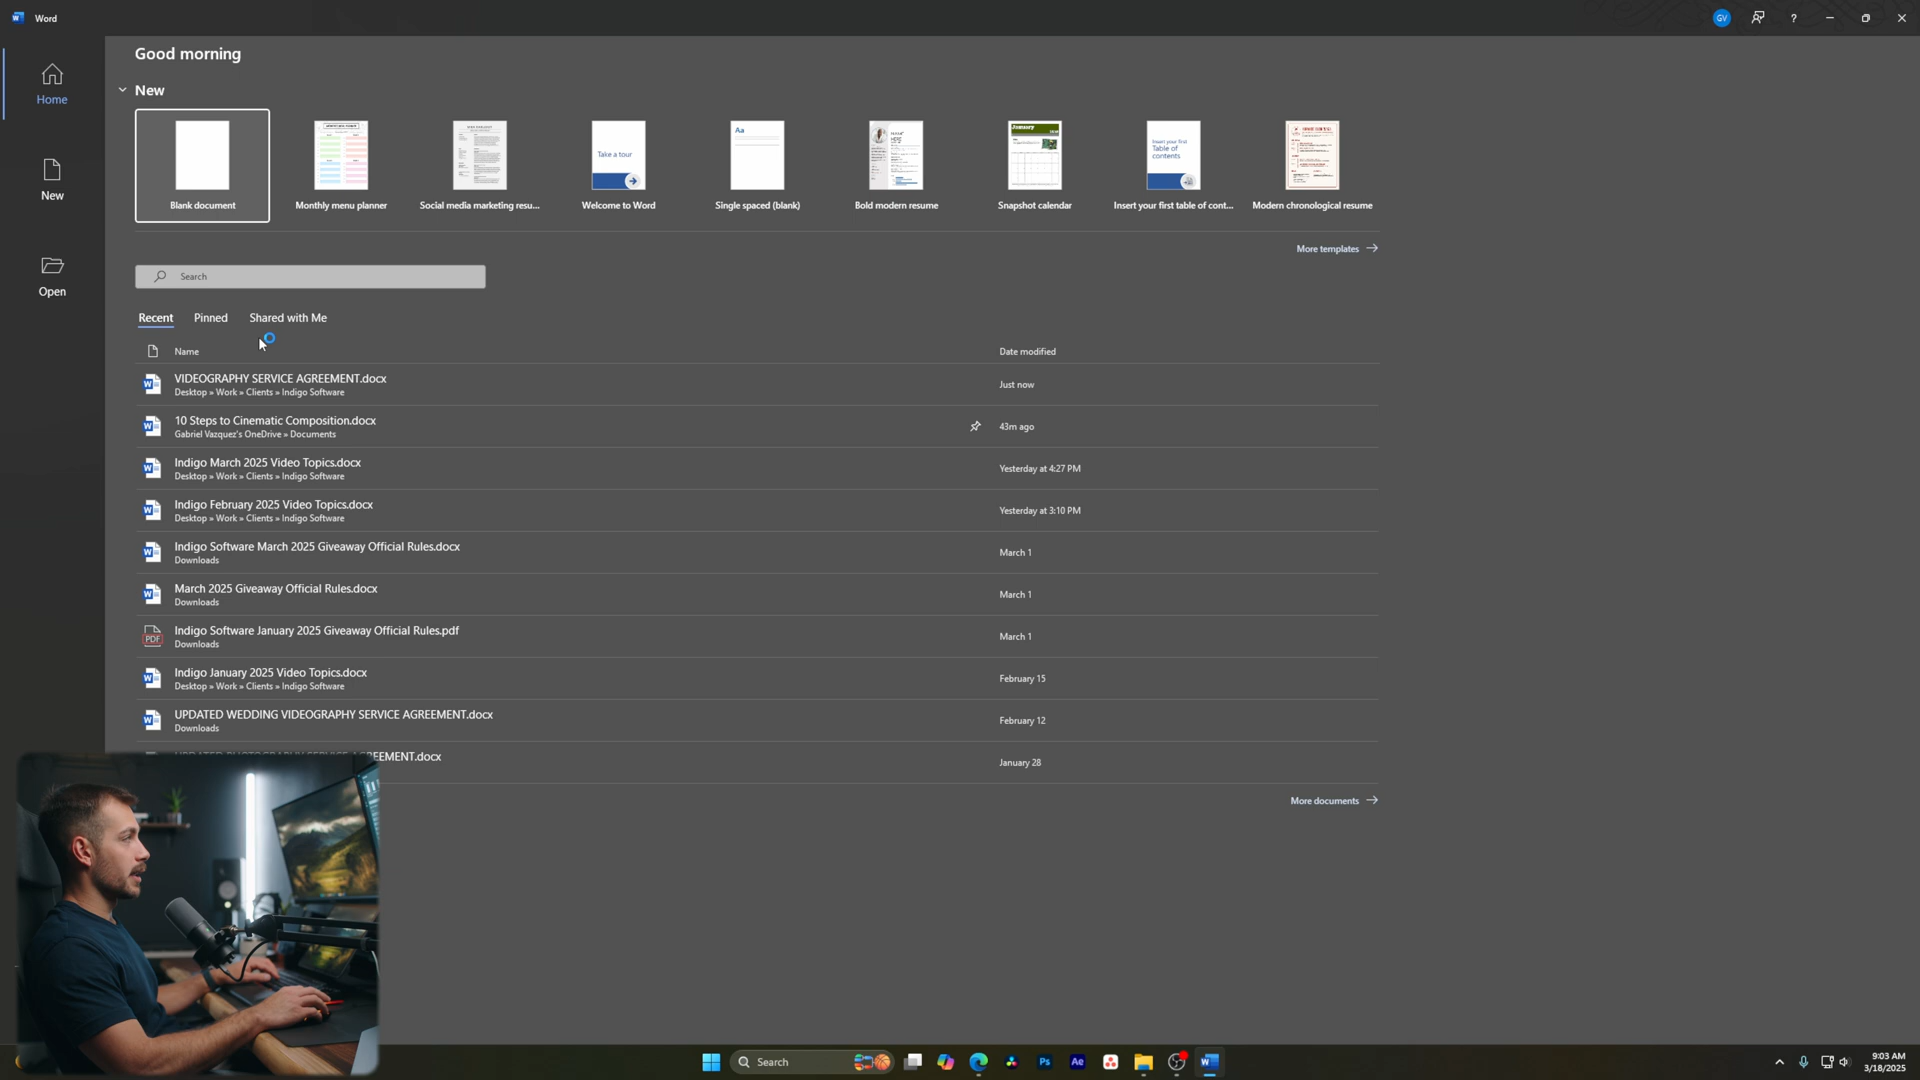 Word
GV
?
Good morning
Home
New
Open
New
Blank document
Monthly menu planner
Social media marketing resu...
Take a tour
Welcome to Word
Aa
Single spaced (blank)
Bold modern resume
January
Snapshot calendar
Insert your first
Table of
contents
Insert your first table of cont...
Modern chronological resume
More templates
Search
Recent Pinned Shared with Me
Name Date modified
VIDEOGRAPHY SERVICE AGREEMENT.docx Just now
Desktop » Work » Clients » Indigo Software
10 Steps to Cinematic Composition.docx 43m ago
Gabriel Vazquez's OneDrive » Documents
Indigo March 2025 Video Topics.docx Yesterday at 4:27 PM
Desktop » Work » Clients » Indigo Software
Indigo February 2025 Video Topics.docx Yesterday at 3:10 PM
Desktop » Work » Clients » Indigo Software
Indigo Software March 2025 Giveaway Official Rules.docx March 1
Downloads
March 2025 Giveaway Official Rules.docx March 1
Downloads
PDF
Indigo Software January 2025 Giveaway Official Rules.pdf March 1
Downloads
Indigo January 2025 Video Topics.docx February 15
Desktop » Work » Clients » Indigo Software
UPDATED WEDDING VIDEOGRAPHY SERVICE AGREEMENT.docx February 12
Downloads
UPDATED PHOTOGRAPHY SERVICE AGREEMENT.docx January 28
More documents
Search
Ps
Ae
9:03 AM
3/18/2025